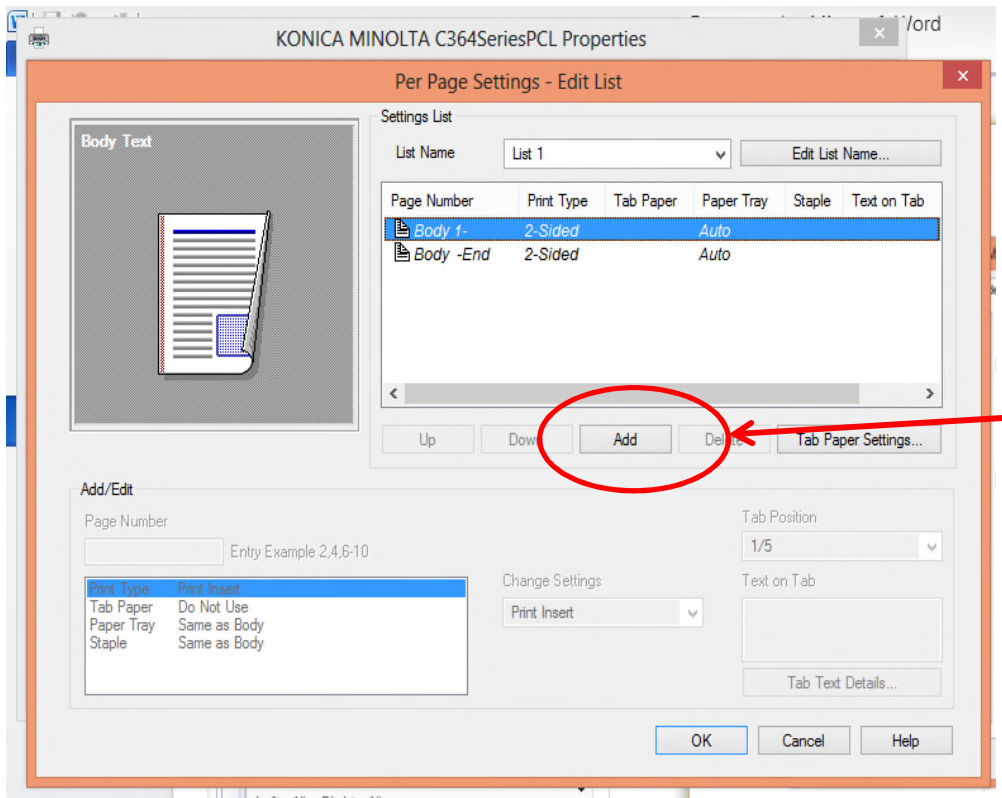 Word
KONICA MINOLTA C364SeriesPCL Properties
Per Page Settings - Edit List
Body Text
Settings List
List Name List 1 Edit List Name...
Page Number Print Type Tab Paper Paper Tray Staple Text on Tab
Body 1- 2-Sided Auto
Body -End 2-Sided Auto
Up Down Add Delete Tab Paper Settings...
Add/Edit
Page Number
Entry Example 2,4,6-10
Print Type Print Insert
Tab Paper Do Not Use
Paper Tray Same as Body
Staple Same as Body
Change Settings
Print Insert
Tab Position
1/5
Text on Tab
Tab Text Details...
OK Cancel Help